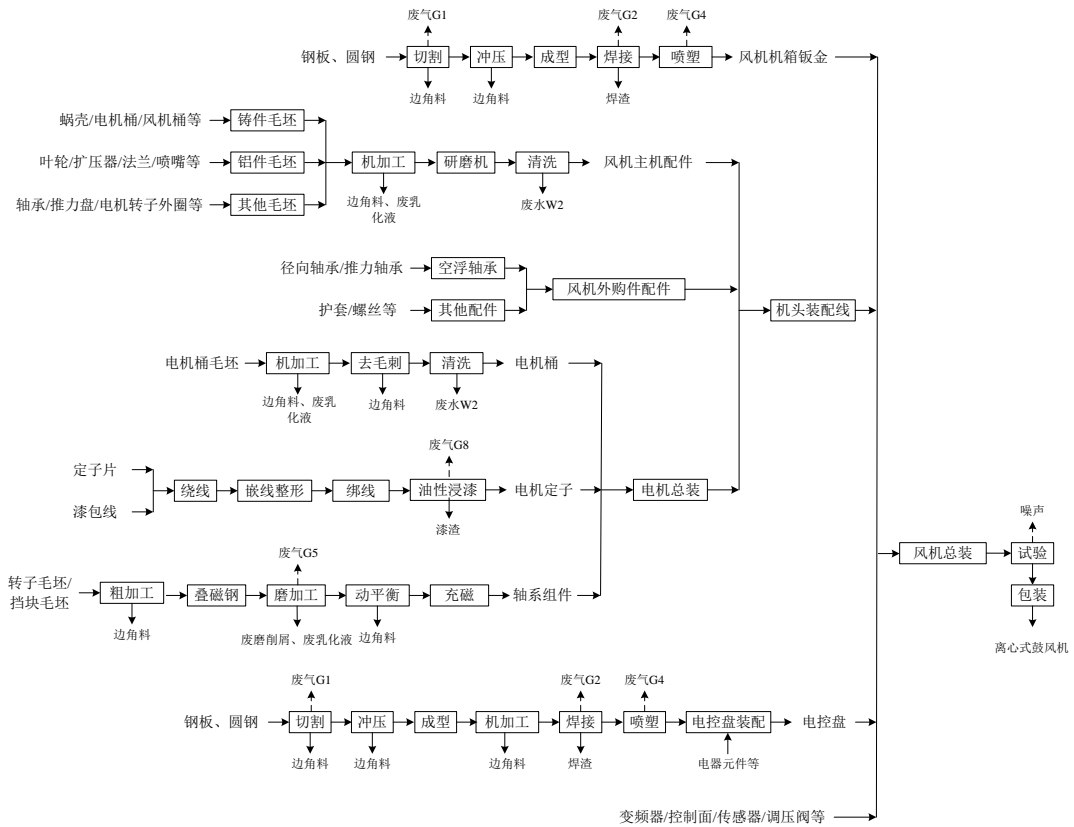 废气G1
废气G2
废气G4
钢板、圆钢
切割
冲压
成型
焊接
喷塑
风机机箱钣金
边角料
边角料
焊渣
蜗壳/电机桶/风机桶等
铸件毛坯
叶轮/扩压器/法兰/喷嘴等
铝件毛坯
机加工
研磨机
清洗
风机主机配件
轴承/推力盘/电机转子外圈等
其他毛坯
边角料、废乳
化液
废水W2
径向轴承/推力轴承
空浮轴承
风机外购件配件
护套/螺丝等
其他配件
机头装配线
电机桶毛坯
机加工
去毛刺
清洗
电机桶
边角料、废乳
化液
边角料
废水W2
废气G8
定子片
漆包线
绕线
嵌线整形
绑线
油性浸漆
电机定子
电机总装
漆渣
噪声
风机总装
试验
包装
离心式鼓风机
废气G5
转子毛坯/
挡块毛坯
粗加工
叠磁钢
磨加工
动平衡
充磁
轴系组件
边角料
废磨削屑、废乳化液
边角料
废气G1
废气G2
废气G4
钢板、圆钢
切割
冲压
成型
机加工
焊接
喷塑
电控盘装配
电控盘
边角料
边角料
边角料
焊渣
电器元件等
变频器/控制面/传感器/调压阀等